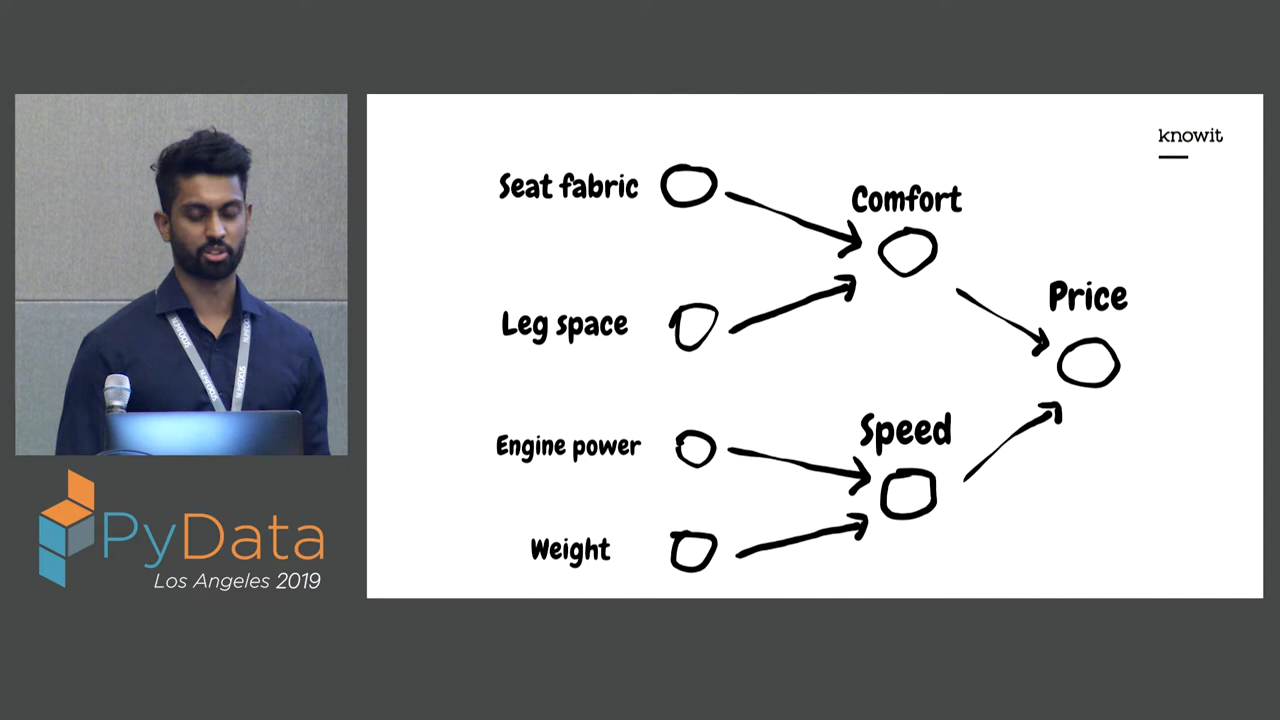 knowit
Seat fabric
Comfort
Leg space
Price
Engine power
Speed
Weight
PyData
Los Angeles 2019